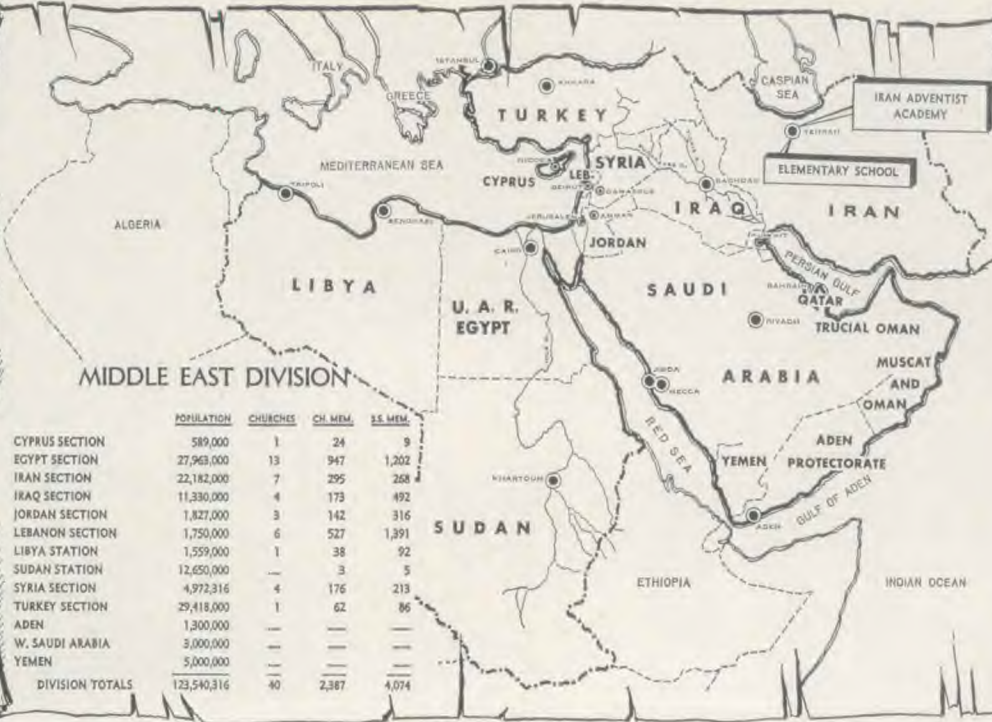 ITALY
GREECE
ISTANBUL
ANKARA
TURKEY
CASPIAN
SEA
IRAN ADVENTIST
ACADEMY
TEHRAN
ELEMENTARY SCHOOL
MEDITERRANEAN SEA
NICOSIA
CYPRUS
SYRIA
LEB.
BEIRUT
DAMASCUS
BAGHDAD
IRAQ
IRAN
TRIPOLI
BENGHAZI
JERUSALEM
AMMAN
JORDAN
KUWAIT
ALGERIA
CAIRO
LIBYA
U. A. R.
EGYPT
SAUDI
ARABIA
PERSIAN GULF
BAHRAIN
QATAR
RIYADH
TRUCIAL OMAN
MUSCAT
AND
OMAN
JIDDA
MECCA
RED SEA
YEMEN
ADEN
PROTECTORATE
ADEN
GULF OF ADEN
KHARTOUM
SUDAN
ETHIOPIA
INDIAN OCEAN
MIDDLE EAST DIVISION
POPULATION CHURCHES CH. MEM. S.S. MEM.
CYPRUS SECTION 589,000 1 24 9
EGYPT SECTION 27,963,000 13 947 1,202
IRAN SECTION 22,182,000 7 295 268
IRAQ SECTION 11,330,000 4 173 492
JORDAN SECTION 1,827,000 3 142 316
LEBANON SECTION 1,750,000 6 527 1,391
LIBYA STATION 1,559,000 1 38 92
SUDAN STATION 12,650,000 — 3 5
SYRIA SECTION 4,972,316 4 176 213
TURKEY SECTION 29,418,000 1 62 86
ADEN 1,300,000 — — —
W. SAUDI ARABIA 3,000,000 — — —
YEMEN 5,000,000 — — —
DIVISION TOTALS 123,540,316 40 2,387 4,074